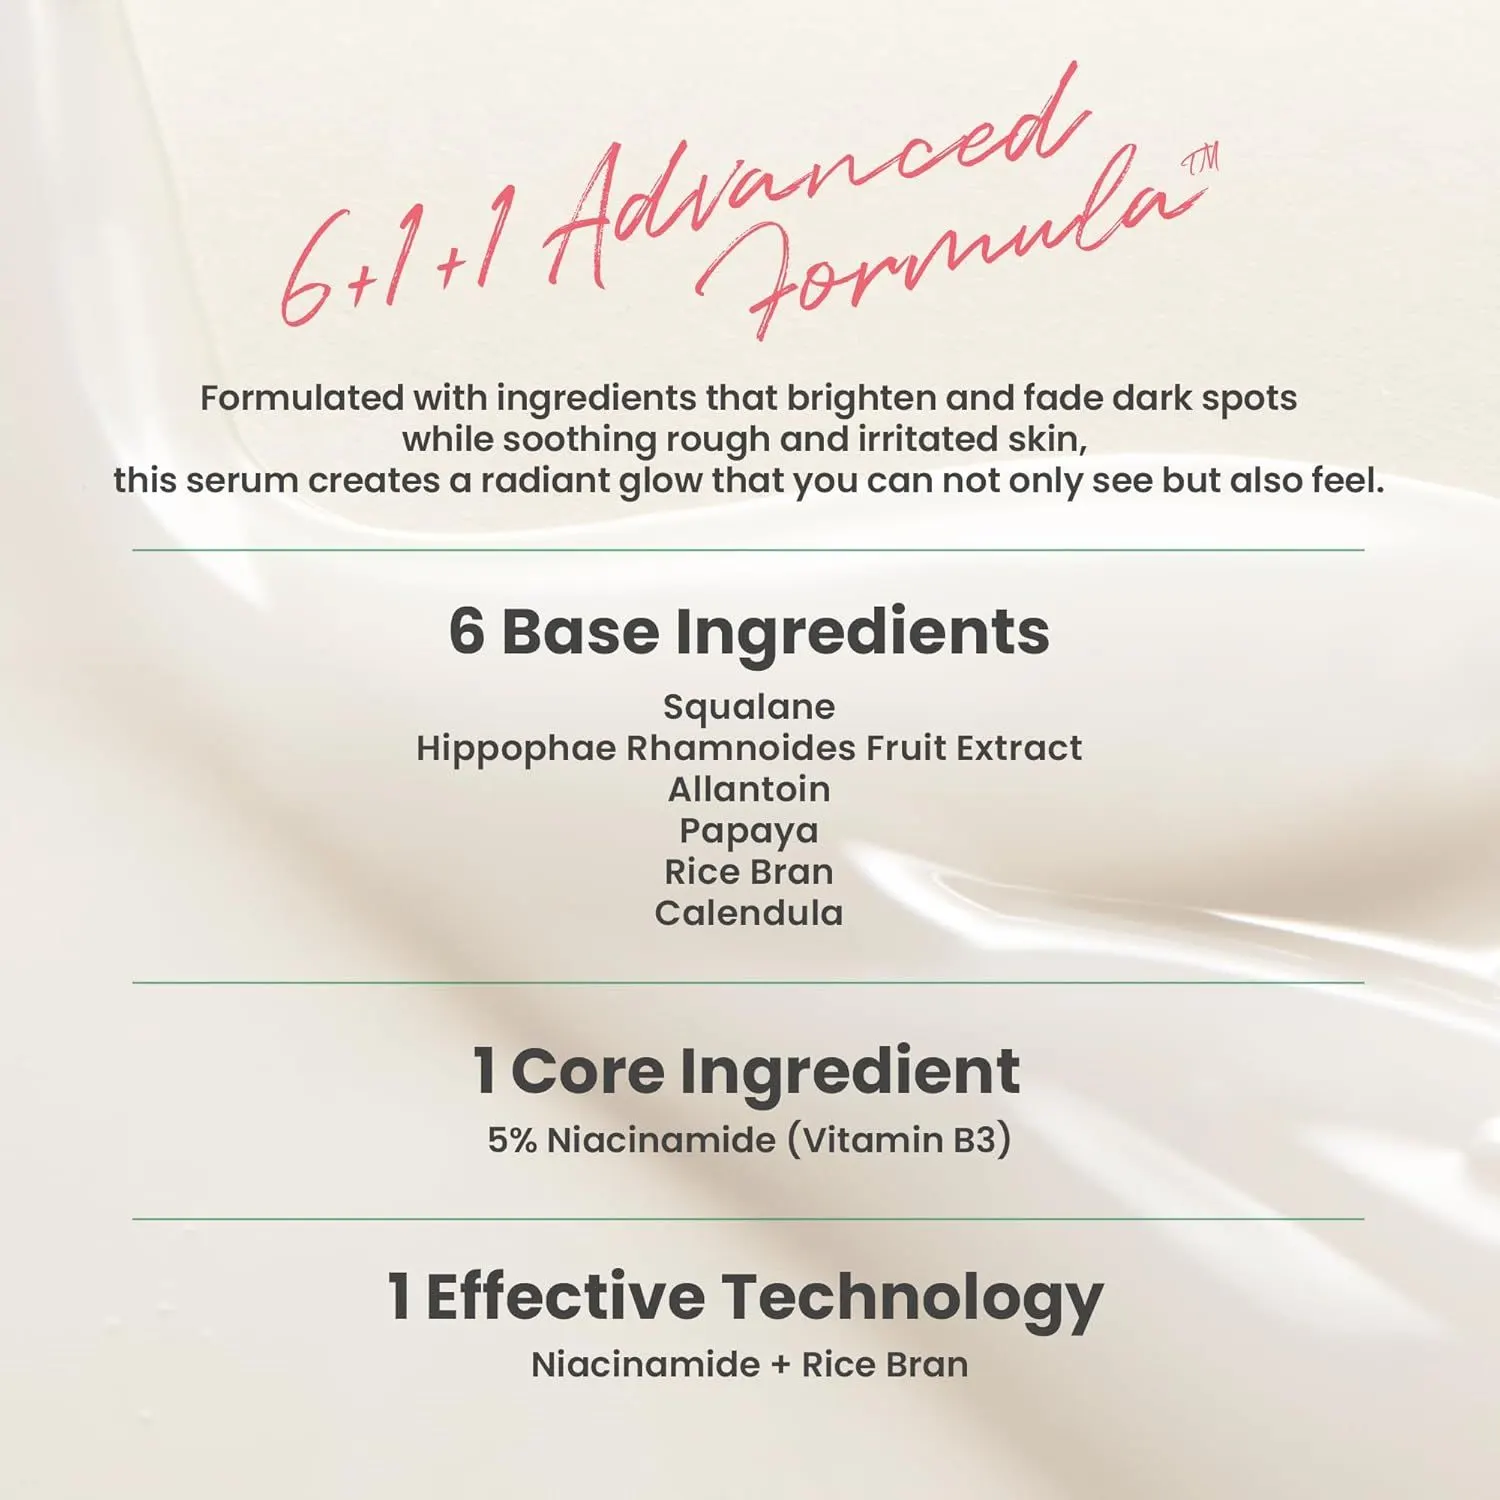 6+1+1 Advanced
Formula™
Formulated with ingredients that brighten and fade dark spots
while soothing rough and irritated skin,
this serum creates a radiant glow that you can not only see but also feel.
6 Base Ingredients
Squalane
Hippophae Rhamnoides Fruit Extract
Allantoin
Papaya
Rice Bran
Calendula
1 Core Ingredient
5% Niacinamide (Vitamin B3)
1 Effective Technology
Niacinamide + Rice Bran